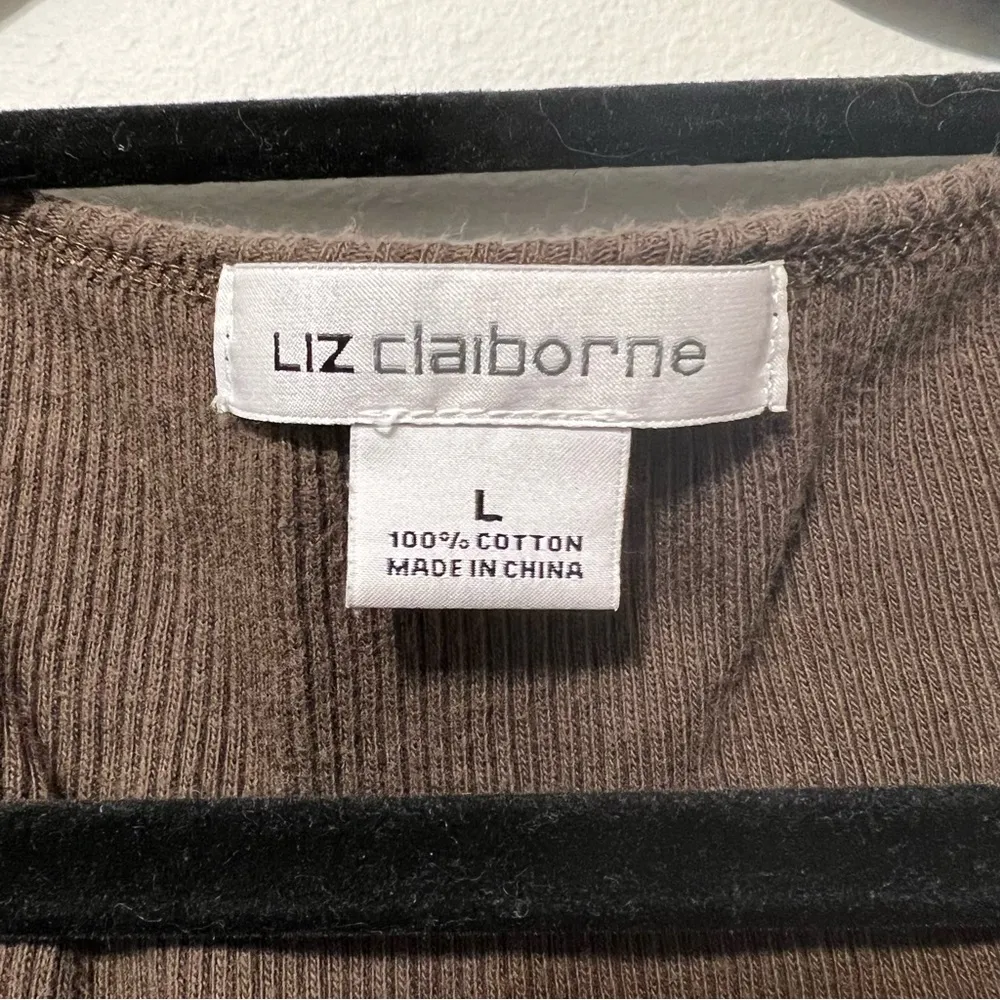 LIZ claiborne
L
100% COTTON
MADE IN CHINA